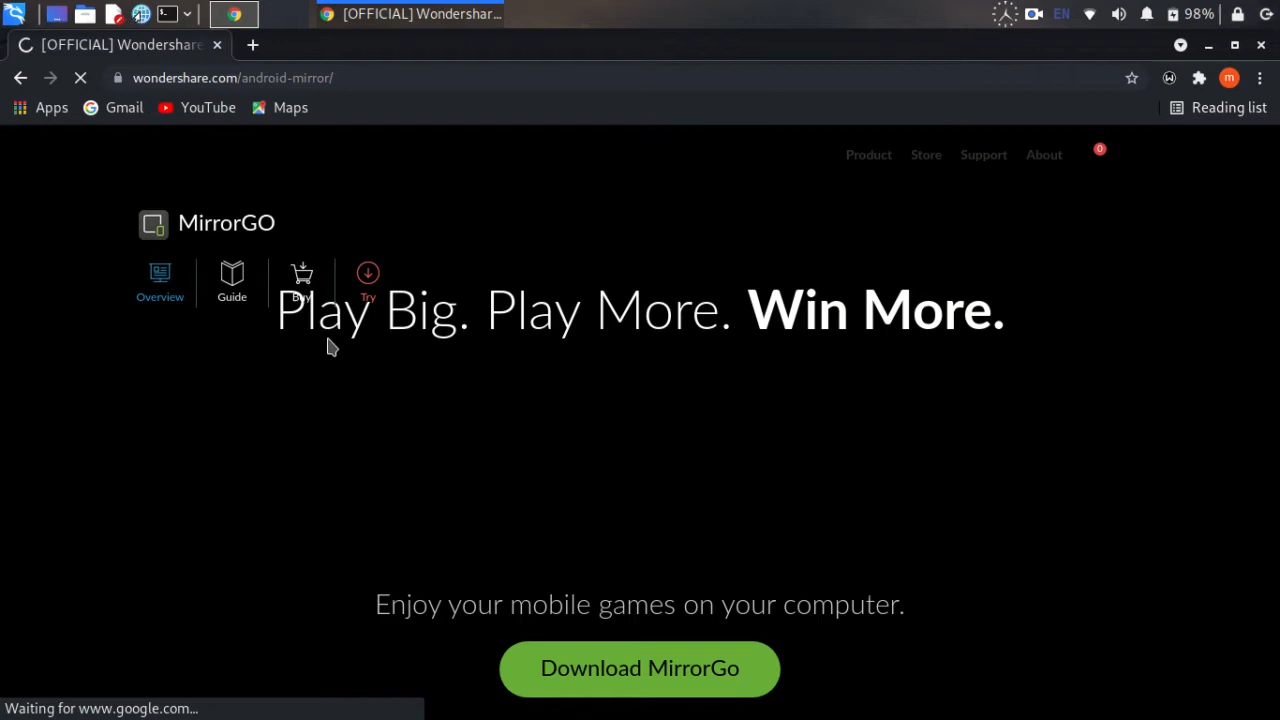 [OFFICIAL] Wondershar...
EN
98%
[OFFICIAL] Wondershare
wondershare.com/android-mirror/
m
Apps
Gmail
YouTube
Maps
Reading list
Product
Store
Support
About
0
MirrorGO
Overview
Guide
Buy
Try
Play Big. Play More. Win More.
Enjoy your mobile games on your computer.
Download MirrorGo
Waiting for www.google.com...